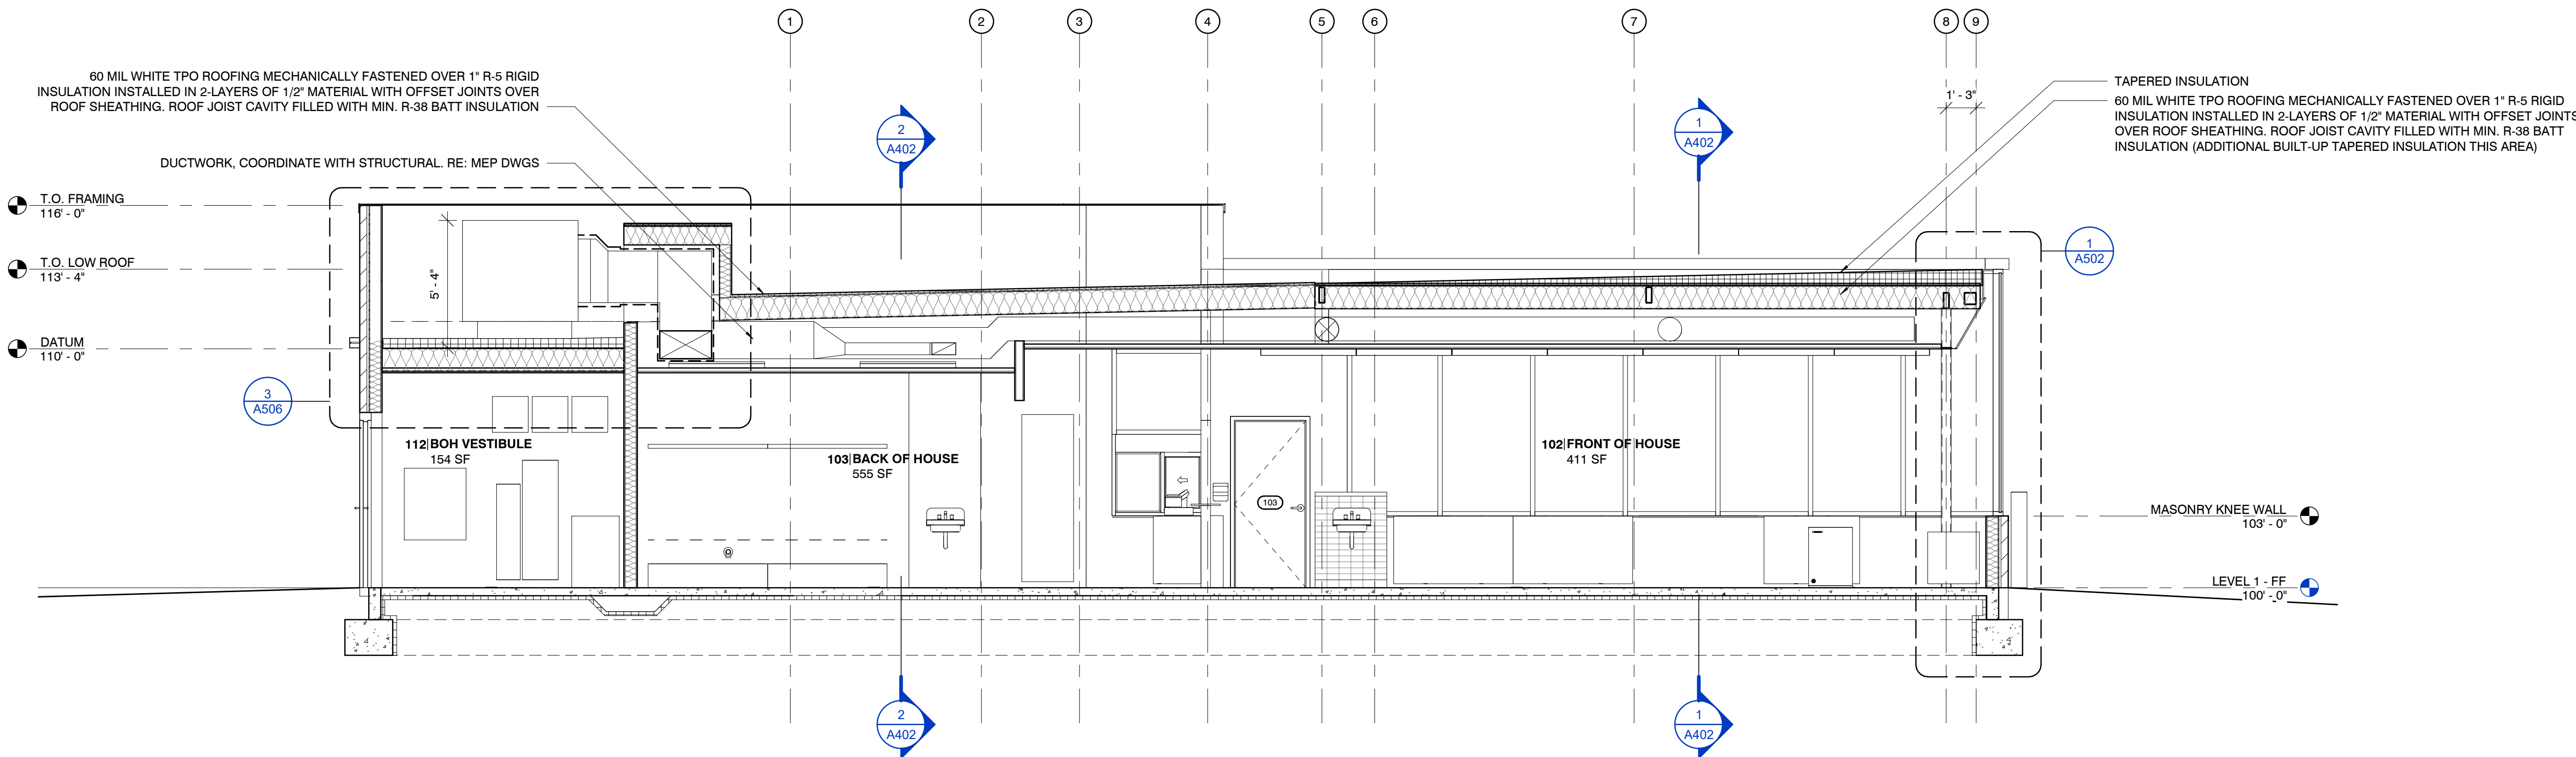 1
2
3
4
5
6
7
8
9
60 MIL WHITE TPO ROOFING MECHANICALLY FASTENED OVER 1" R-5 RIGID
INSULATION INSTALLED IN 2-LAYERS OF 1/2" MATERIAL WITH OFFSET JOINTS OVER
ROOF SHEATHING. ROOF JOIST CAVITY FILLED WITH MIN. R-38 BATT INSULATION
DUCTWORK, COORDINATE WITH STRUCTURAL. RE: MEP DWGS
2
A402
1
A402
1' - 3"
TAPERED INSULATION
60 MIL WHITE TPO ROOFING MECHANICALLY FASTENED OVER 1" R-5 RIGID
INSULATION INSTALLED IN 2-LAYERS OF 1/2" MATERIAL WITH OFFSET JOINTS
OVER ROOF SHEATHING. ROOF JOIST CAVITY FILLED WITH MIN. R-38 BATT
INSULATION (ADDITIONAL BUILT-UP TAPERED INSULATION THIS AREA)
T.O. FRAMING
116' - 0"
T.O. LOW ROOF
113' - 4"
5' - 4"
DATUM
110' - 0"
1
A502
3
A506
112 BOH VESTIBULE
154 SF
103 BACK OF HOUSE
555 SF
102 FRONT OF HOUSE
411 SF
103
MASONRY KNEE WALL
103' - 0"
LEVEL 1 - FF
100' - 0"
2
A402
1
A402